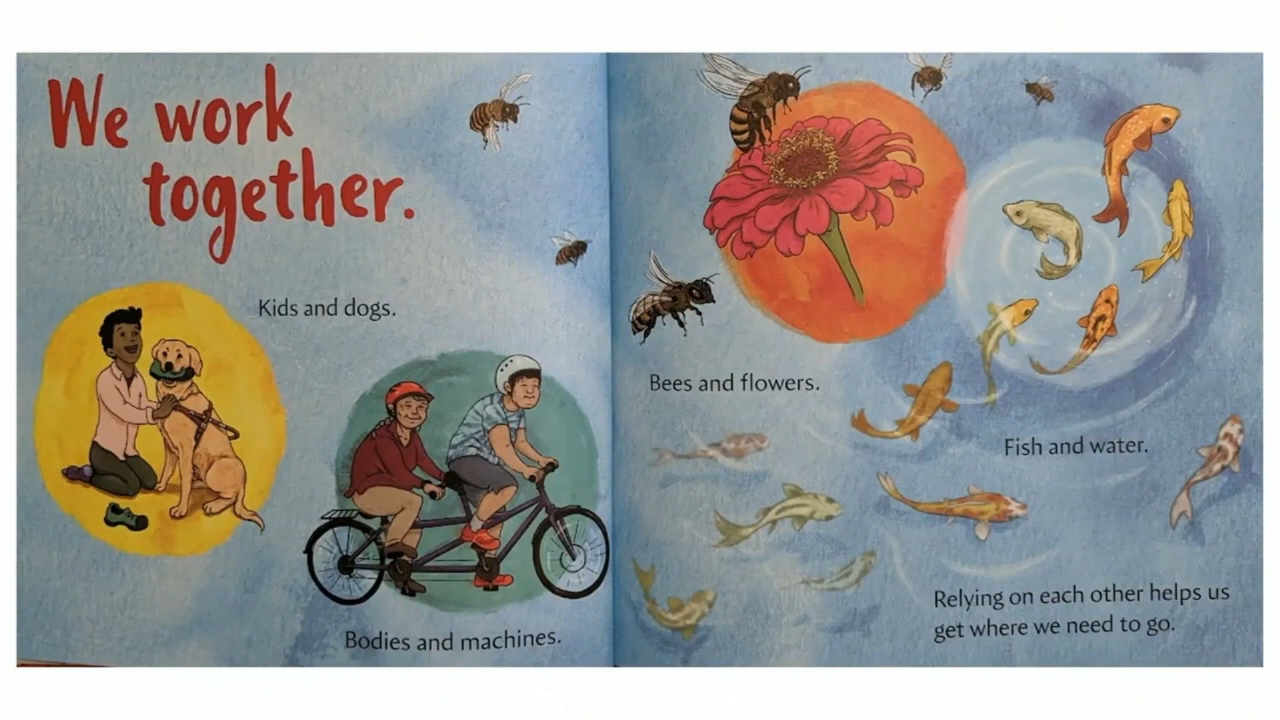 We work
together.
Kids and dogs.
Bodies and machines.
Bees and flowers.
Fish and water.
Relying on each other helps us
get where we need to go.